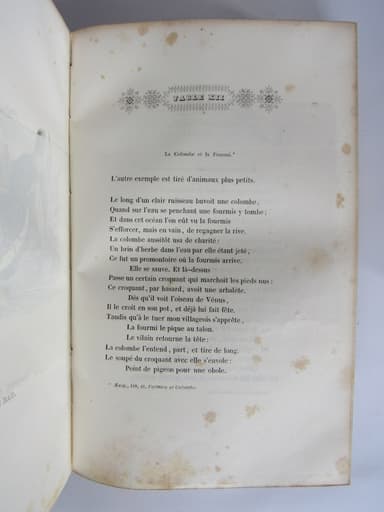 FABLE XII
La Colombe et la Fourmi.*
L'autre exemple est tiré d'animaux plus petits.
Le long d'un clair ruisseau buvoit une colombe,
Quand sur l'eau se penchant une fourmis y tombe;
Et dans cet océan l'on eût vu la fourmis
S'efforcer, mais en vain, de regagner la rive.
La colombe aussitôt usa de charité:
Un brin d'herbe dans l'eau par elle étant jeté,
Ce fut un promontoire où la fourmis arrive.
Elle se sauve. Et là-dessus
Passe un certain croquant qui marchoit les pieds nus:
Ce croquant, par hasard, avoit une arbalète.
Dès qu'il voit l'oiseau de Vénus,
Il le croit en son pot, et déjà lui fait fête.
Tandis qu'à le tuer mon villageois s'apprête,
La fourmi le pique au talon.
Le vilain retourne la tête:
La colombe l'entend, part, et tire de long.
Le soupé du croquant avec elle s'envole:
Point de pigeon pour une obole.
et Columba.